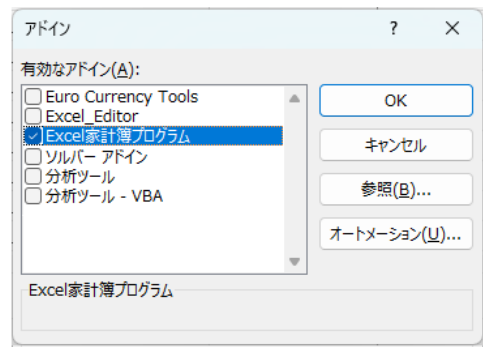 アドイン
有効なアドイン(A):
Euro Currency Tools
Excel_Editor
Excel家計簿プログラム
ソルバー アドイン
分析ツール
分析ツール - VBA
OK
キャンセル
参照(B)...
オートメーション(U)...
Excel家計簿プログラム